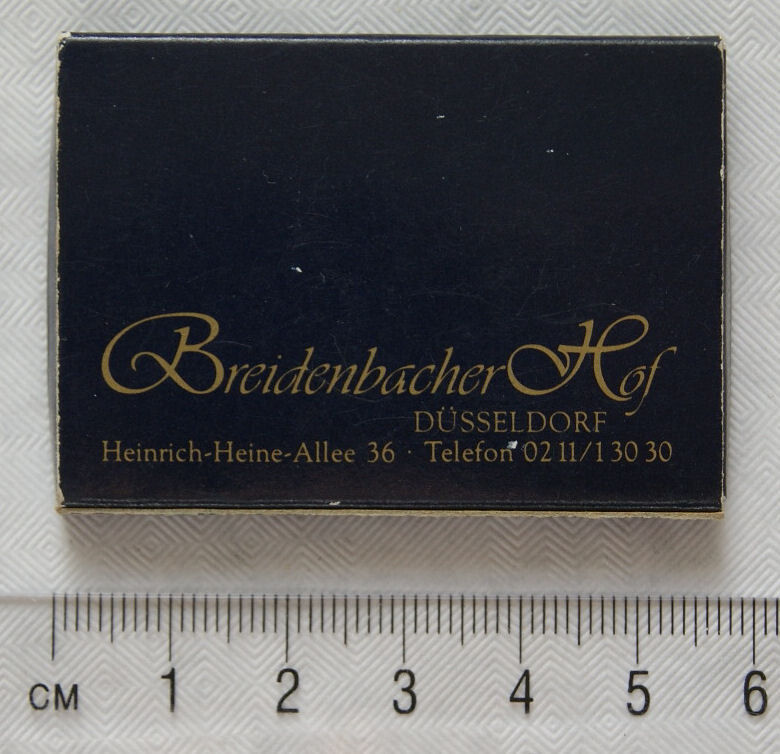 Breidenbacher Hof
DÜSSELDORF
Heinrich-Heine-Allee 36 · Telefon 02 11/1 30 30
CM 1 2 3 4 5 6